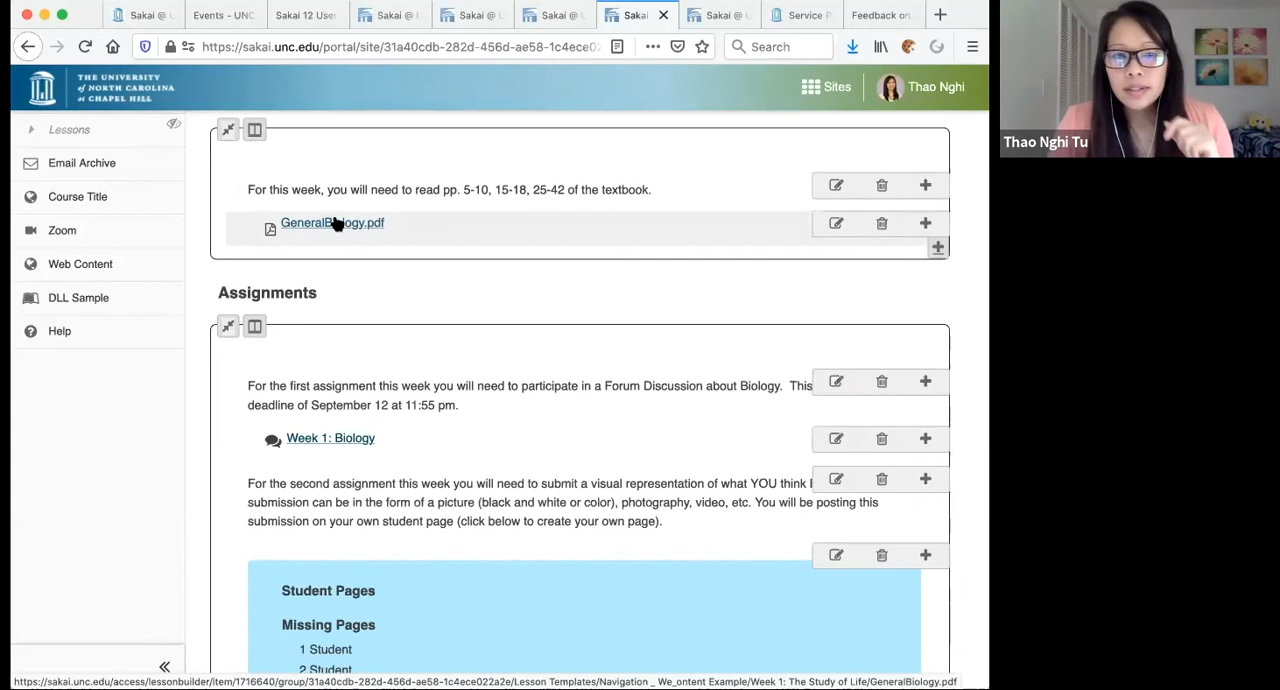 Sakai @ U
Events - UNC
Sakai 12 Use
Sakai @ U
Sakai @ U
Sakai @ U
Sakai
Sakai @ U
Service P
Feedback on
https://sakai.unc.edu/portal/site/31a40cdb-282d-456d-ae58-1c4ece02
Search
THE UNIVERSITY
of NORTH CAROLINA
at CHAPEL HILL
Sites
Thao Nghi
Thao Nghi Tu
Lessons
Email Archive
Course Title
Zoom
Web Content
DLL Sample
Help
For this week, you will need to read pp. 5-10, 15-18, 25-42 of the textbook.
GeneralBiology.pdf
Assignments
For the first assignment this week you will need to participate in a Forum Discussion about Biology. This
deadline of September 12 at 11:55 pm.
Week 1: Biology
For the second assignment this week you will need to submit a visual representation of what YOU think
submission can be in the form of a picture (black and white or color), photography, video, etc. You will be posting this
submission on your own student page (click below to create your own page).
Student Pages
Missing Pages
1 Student
2 Student
https://sakai.unc.edu/access/lessonbuilder/item/1716640/group/31a40cdb-282d-456d-ae58-1c4ece022a2e/Lesson Templates/Navigation _ We_ontent Example/Week 1: The Study of Life/GeneralBiology.pdf